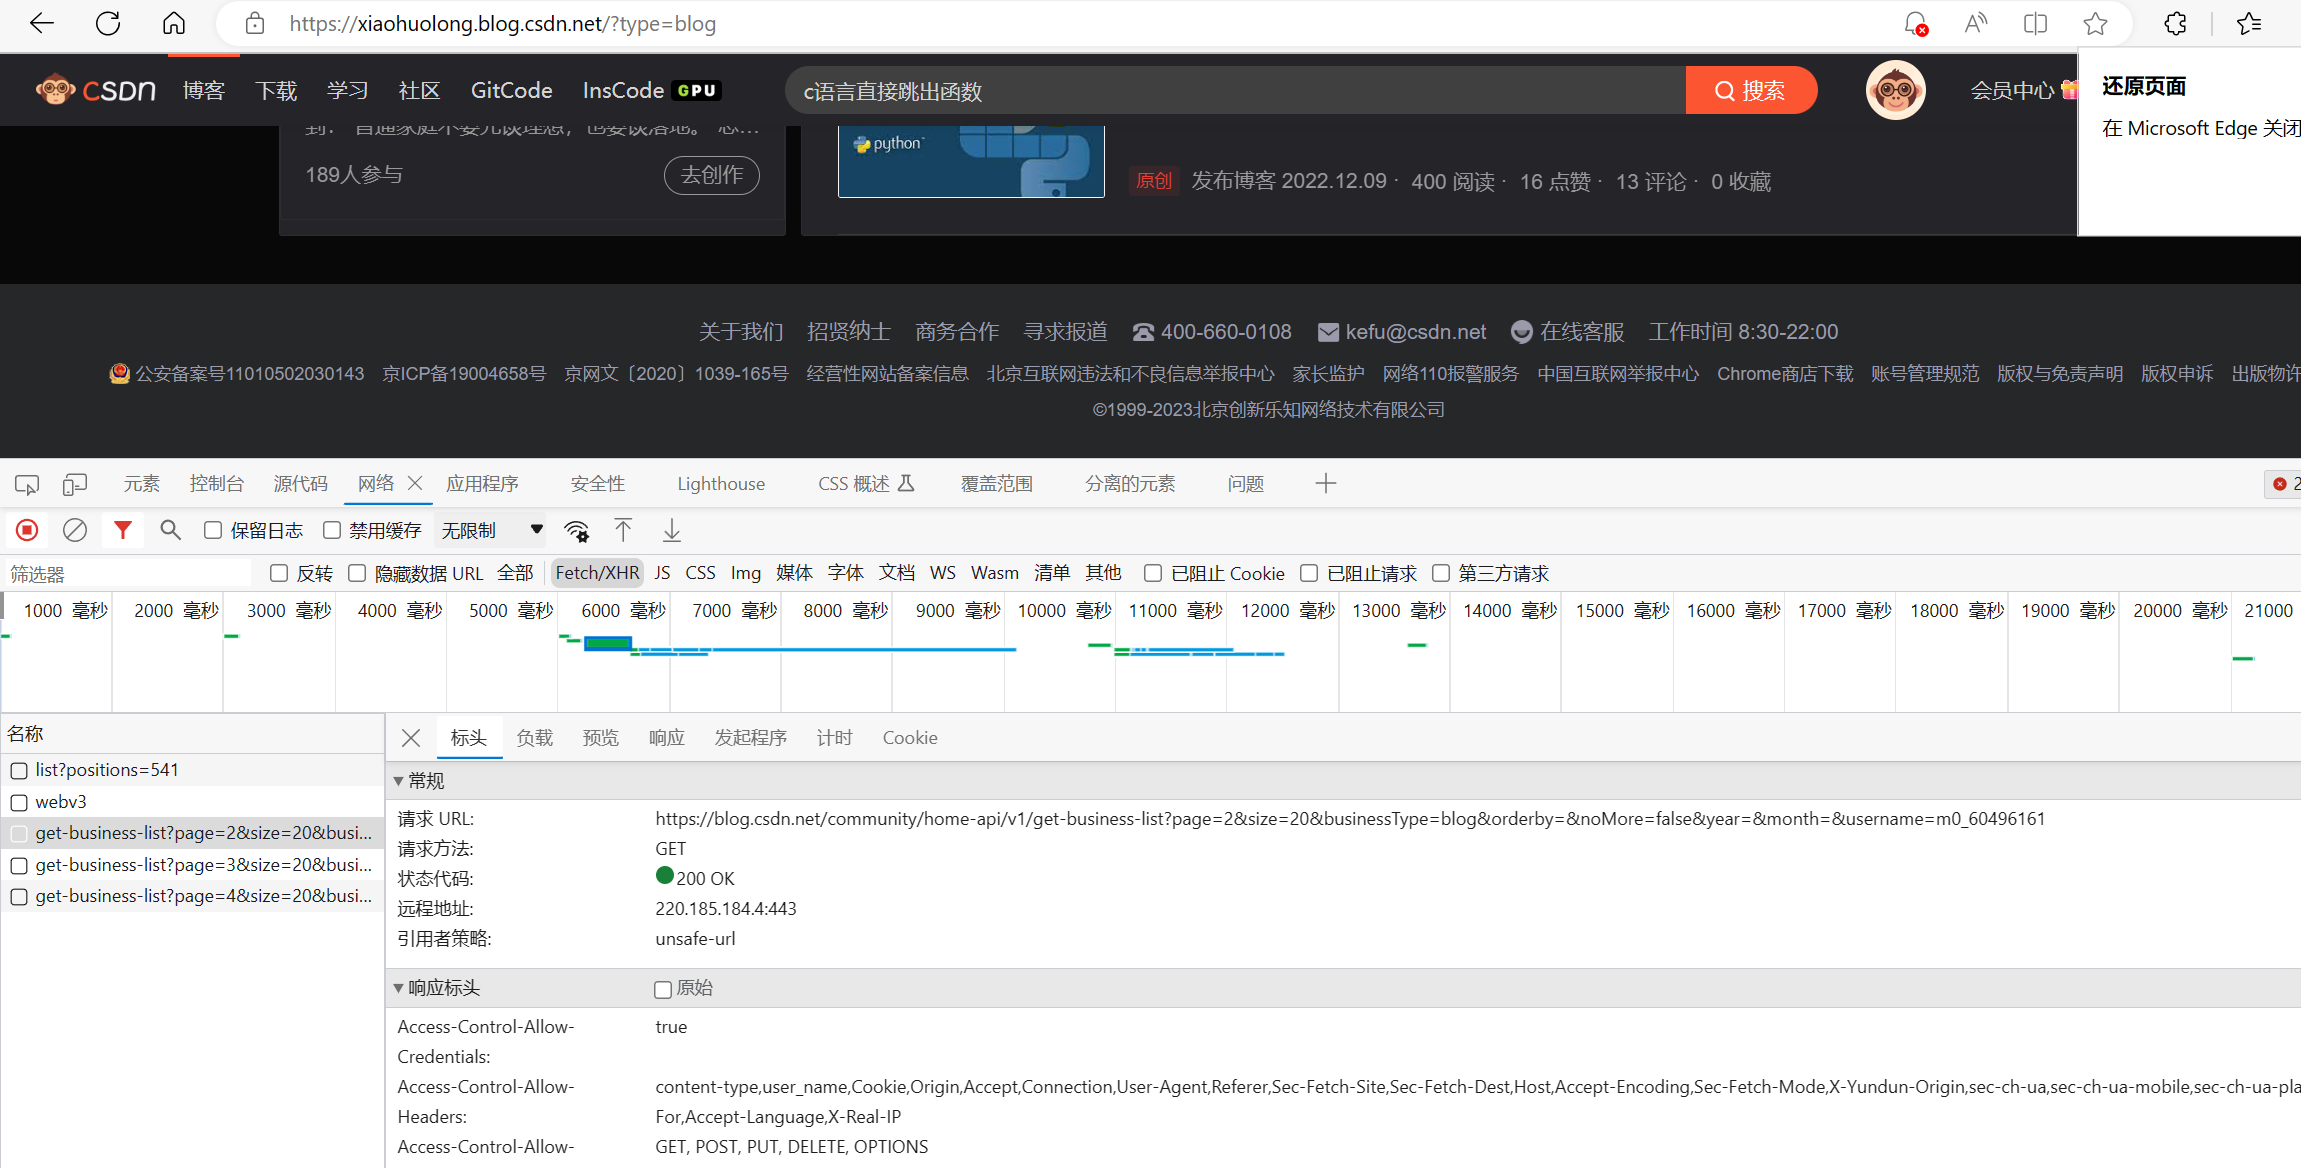 https://xiaohuolong.blog.csdn.net/?type=blog
CSDN 博客 下载 学习 社区 GitCode InsCode GPU c语言直接跳出函数 搜索 会员中心
还原页面
在 Microsoft Edge 关闭
到： 普通家庭不要先谈理想，也要谈落地。
189人参与 去创作
python
原创 发布博客 2022.12.09 · 400 阅读 · 16 点赞 · 13 评论 · 0 收藏
关于我们 招贤纳士 商务合作 寻求报道 400-660-0108 kefu@csdn.net 在线客服 工作时间 8:30-22:00
公安备案号11010502030143 京ICP备19004658号 京网文〔2020〕1039-165号 经营性网站备案信息 北京互联网违法和不良信息举报中心 家长监护 网络110报警服务 中国互联网举报中心 Chrome商店下载 账号管理规范 版权与免责声明 版权申诉 出版物许
©1999-2023北京创新乐知网络技术有限公司
元素 控制台 源代码 网络 应用程序 安全性 Lighthouse CSS 概述 覆盖范围 分离的元素 问题 2
保留日志 禁用缓存 无限制
筛选器 反转 隐藏数据 URL 全部 Fetch/XHR JS CSS Img 媒体 字体 文档 WS Wasm 清单 其他 已阻止 Cookie 已阻止请求 第三方请求
1000 毫秒 2000 毫秒 3000 毫秒 4000 毫秒 5000 毫秒 6000 毫秒 7000 毫秒 8000 毫秒 9000 毫秒 10000 毫秒 11000 毫秒 12000 毫秒 13000 毫秒 14000 毫秒 15000 毫秒 16000 毫秒 17000 毫秒 18000 毫秒 19000 毫秒 20000 毫秒 21000
名称
list?positions=541
webv3
get-business-list?page=2&size=20&busi...
get-business-list?page=3&size=20&busi...
get-business-list?page=4&size=20&busi...
标头 负载 预览 响应 发起程序 计时 Cookie
常规
请求 URL: https://blog.csdn.net/community/home-api/v1/get-business-list?page=2&size=20&businessType=blog&orderby=&noMore=false&year=&month=&username=m0_60496161
请求方法: GET
状态代码: 200 OK
远程地址: 220.185.184.4:443
引用者策略: unsafe-url
响应标头 原始
Access-Control-Allow- true
Credentials:
Access-Control-Allow- content-type,user_name,Cookie,Origin,Accept,Connection,User-Agent,Referer,Sec-Fetch-Site,Sec-Fetch-Dest,Host,Accept-Encoding,Sec-Fetch-Mode,X-Yundun-Origin,sec-ch-ua,sec-ch-ua-mobile,sec-ch-ua-pla
Headers: For,Accept-Language,X-Real-IP
Access-Control-Allow- GET, POST, PUT, DELETE, OPTIONS